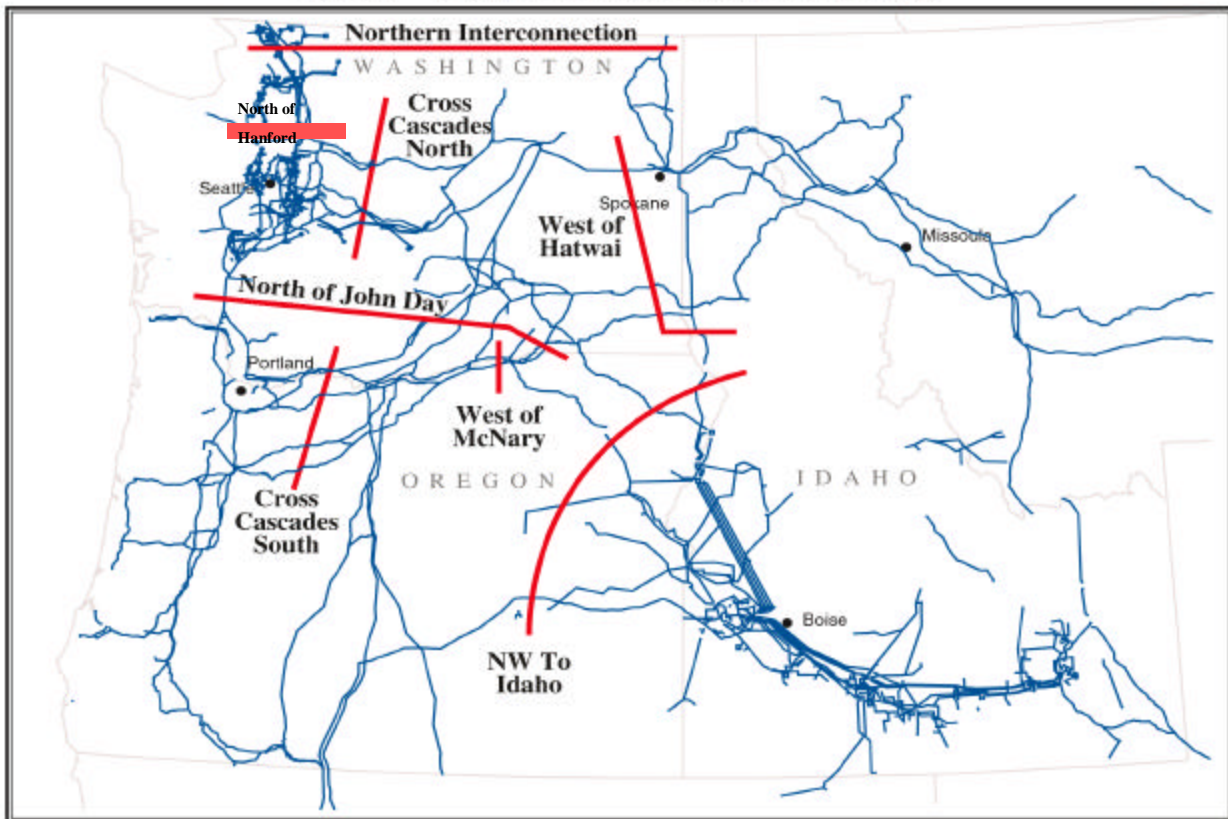 Northern Interconnection
WASHINGTON
North of
Hanford
Cross
Cascades
North
Seattle
Spokane
West of
Hatwai
Missoula
North of John Day
Portland
West of
McNary
OREGON
IDAHO
Cross
Cascades
South
Boise
NW To
Idaho